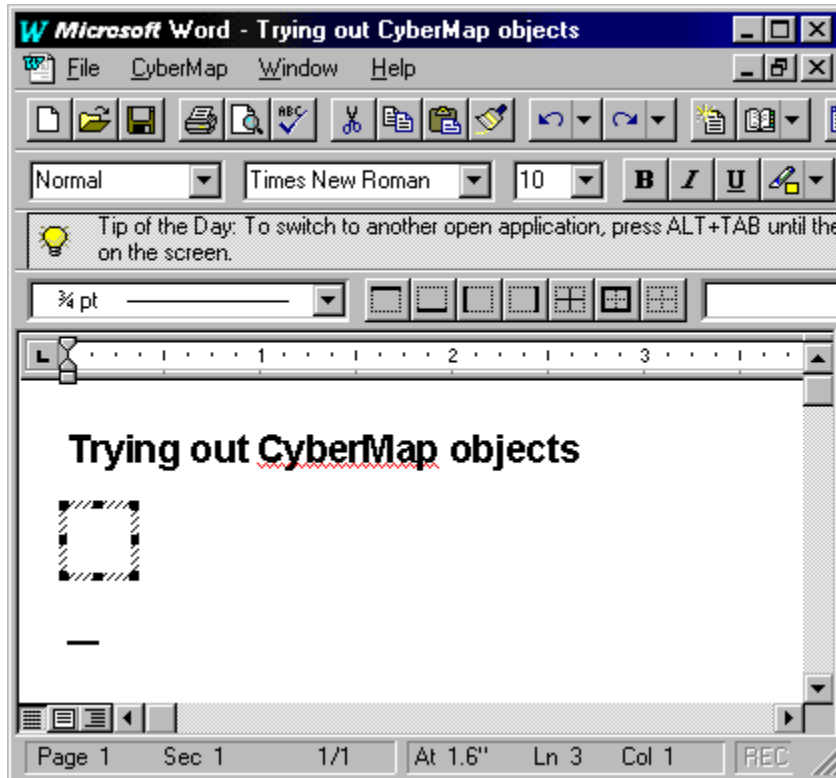 Microsoft Word - Trying out CyberMap objects
File CyberMap Window Help
ABC
Normal Times New Roman 10 B I U
Tip of the Day: To switch to another open application, press ALT+TAB until the
on the screen.
¾ pt
1 2 3
Trying out CyberMap objects
Page 1 Sec 1 1/1 At 1.6" Ln 3 Col 1 REC